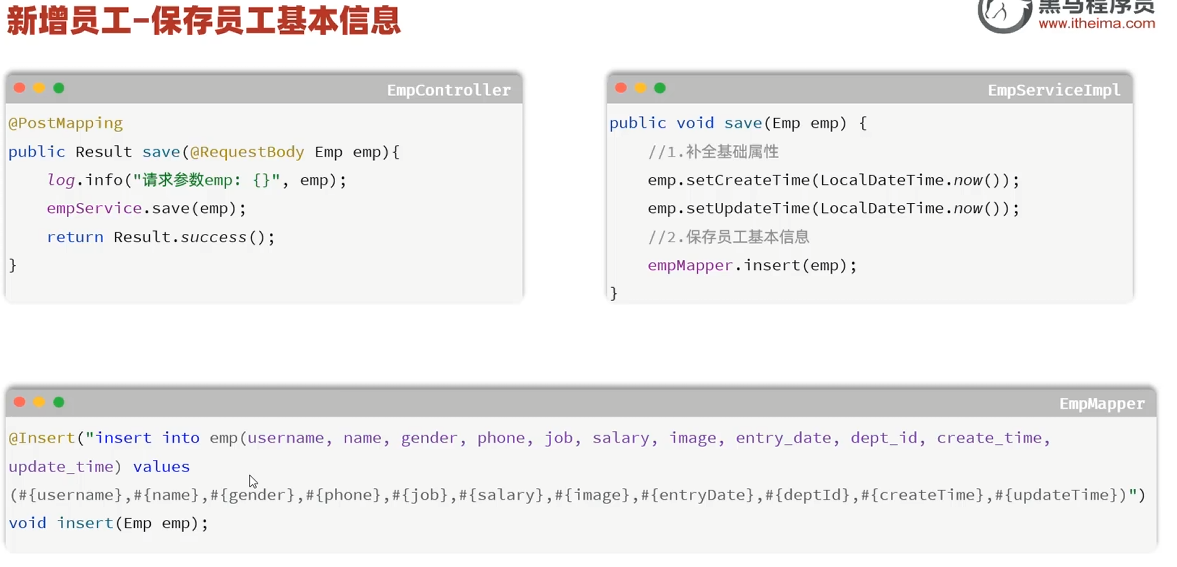 新增员工-保存员工基本信息
黑马程序员
www.itheima.com
EmpController
@PostMapping
public Result save(@RequestBody Emp emp){
log.info("请求参数emp: {}", emp);
empService.save(emp);
return Result.success();
}
EmpServiceImpl
public void save(Emp emp) {
//1.补全基础属性
emp.setCreateTime(LocalDateTime.now());
emp.setUpdateTime(LocalDateTime.now());
//2.保存员工基本信息
empMapper.insert(emp);
}
EmpMapper
@Insert("insert into emp(username, name, gender, phone, job, salary, image, entry_date, dept_id, create_time,
update_time) values
(#{username},#{name},#{gender},#{phone},#{job},#{salary},#{image},#{entryDate},#{deptId},#{createTime},#{updateTime})")
void insert(Emp emp);